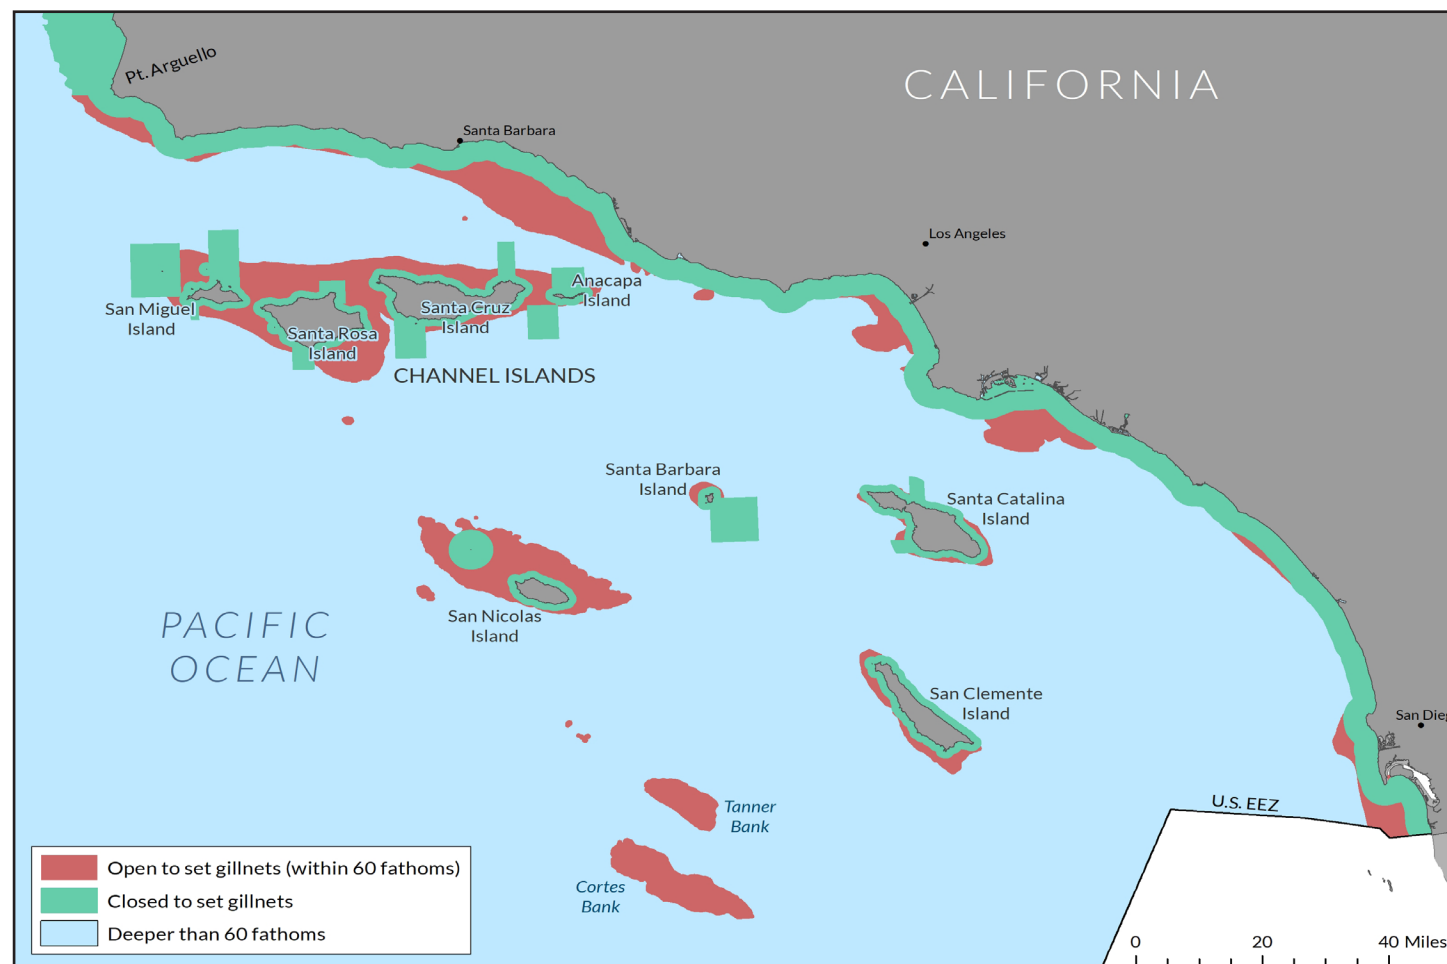 Pt. Arguello
CALIFORNIA
Santa Barbara
Los Angeles
San Miguel
Island
Santa Rosa
Island
Santa Cruz
Island
Anacapa
Island
CHANNEL ISLANDS
Santa Barbara
Island
Santa Catalina
Island
San Nicolas
Island
PACIFIC
OCEAN
San Clemente
Island
San Dieg
Tanner
Bank
Cortes
Bank
U.S. EEZ
Open to set gillnets (within 60 fathoms)
Closed to set gillnets
Deeper than 60 fathoms
0 20 40 Miles